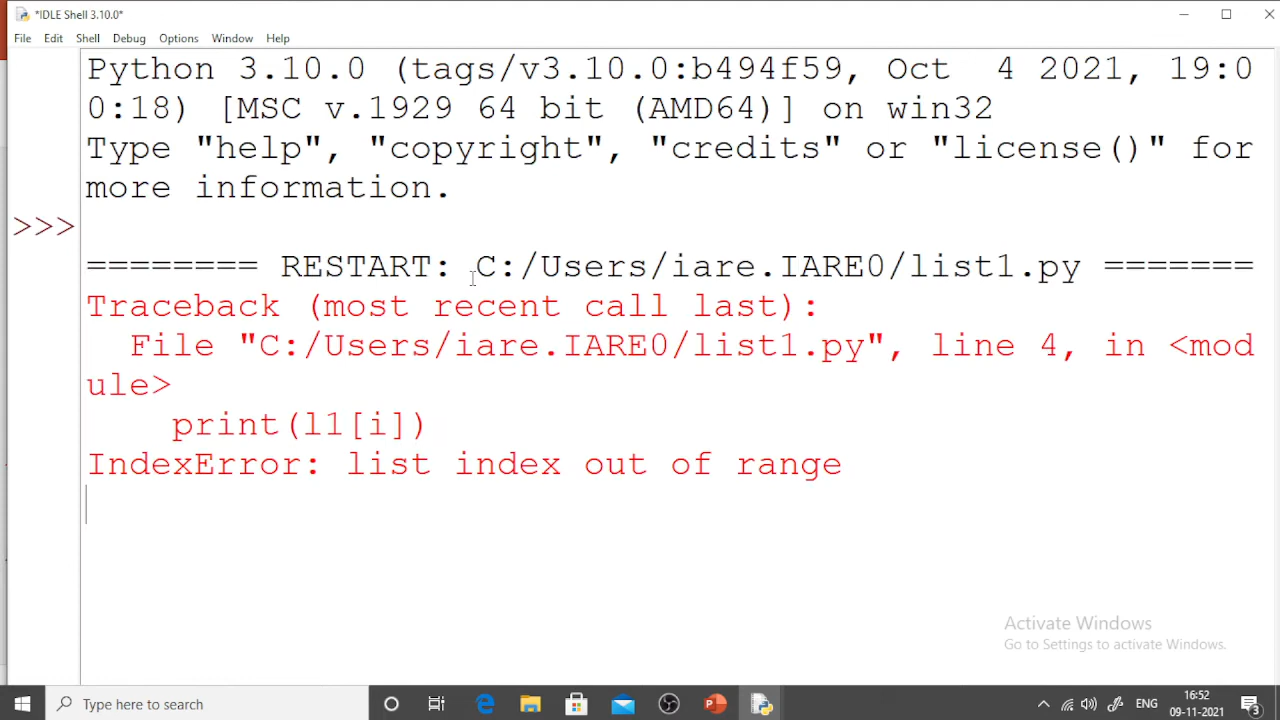 *IDLE Shell 3.10.0*
File Edit Shell Debug Options Window Help
Python 3.10.0 (tags/v3.10.0:b494f59, Oct  4 2021, 19:0
0:18) [MSC v.1929 64 bit (AMD64)] on win32
Type "help", "copyright", "credits" or "license()" for
more information.
>>>
======== RESTART: C:/Users/iare.IARE0/list1.py =======
Traceback (most recent call last):
  File "C:/Users/iare.IARE0/list1.py", line 4, in <mod
ule>
    print(l1[i])
IndexError: list index out of range
Activate Windows
Go to Settings to activate Windows.
Type here to search
ENG
16:52
09-11-2021
3